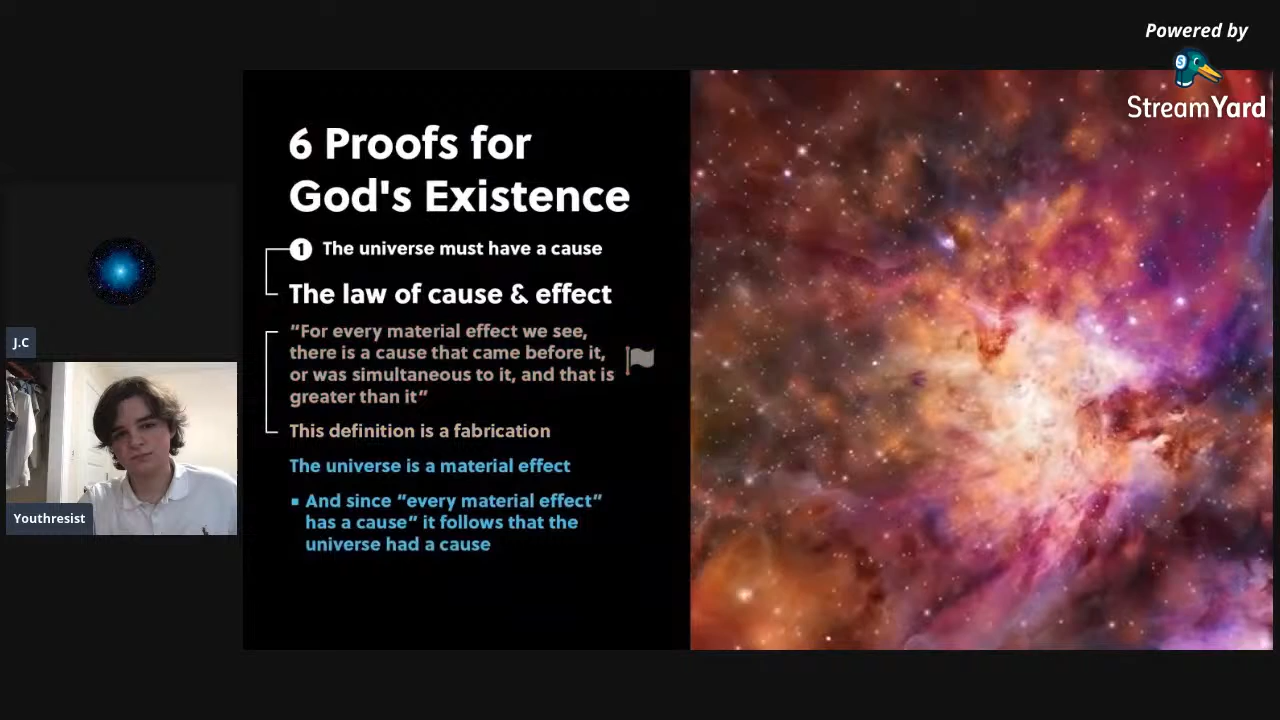 Powered by
StreamYard
6 Proofs for
God's Existence
1 The universe must have a cause
The law of cause & effect
“For every material effect we see,
there is a cause that came before it,
or was simultaneous to it, and that is
greater than it”
This definition is a fabrication
The universe is a material effect
▪ And since “every material effect”
has a cause” it follows that the
universe had a cause
J.C
Youthresist